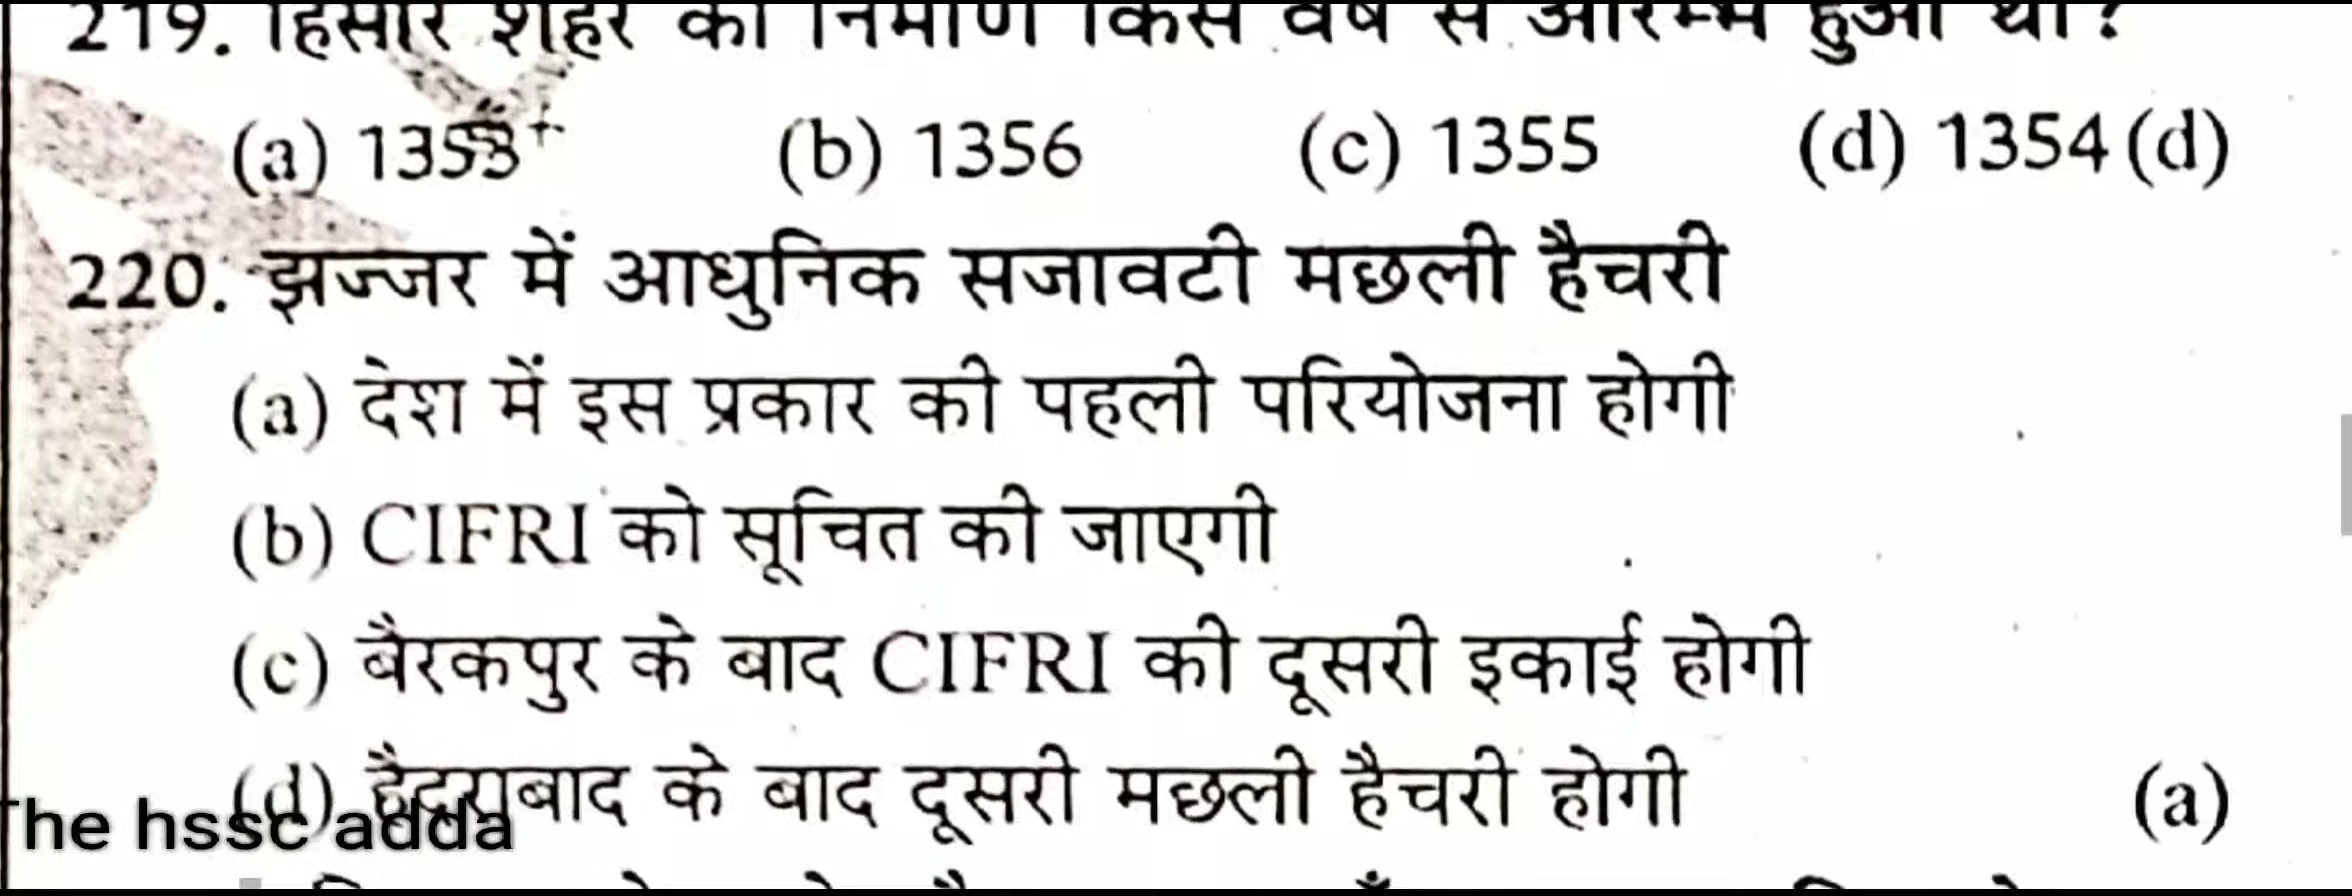 219. हिसार शहर का निर्माण किस वर्ष से आरम्भ हुआ था?
(a) 1353 (b) 1356 (c) 1355 (d) 1354 (d)
220. झज्जर में आधुनिक सजावटी मछली हैचरी
(a) देश में इस प्रकार की पहली परियोजना होगी
(b) CIFRI को सूचित की जाएगी
(c) बैरकपुर के बाद CIFRI की दूसरी इकाई होगी
(d) हैदराबाद के बाद दूसरी मछली हैचरी होगी (a)
he hssc adda